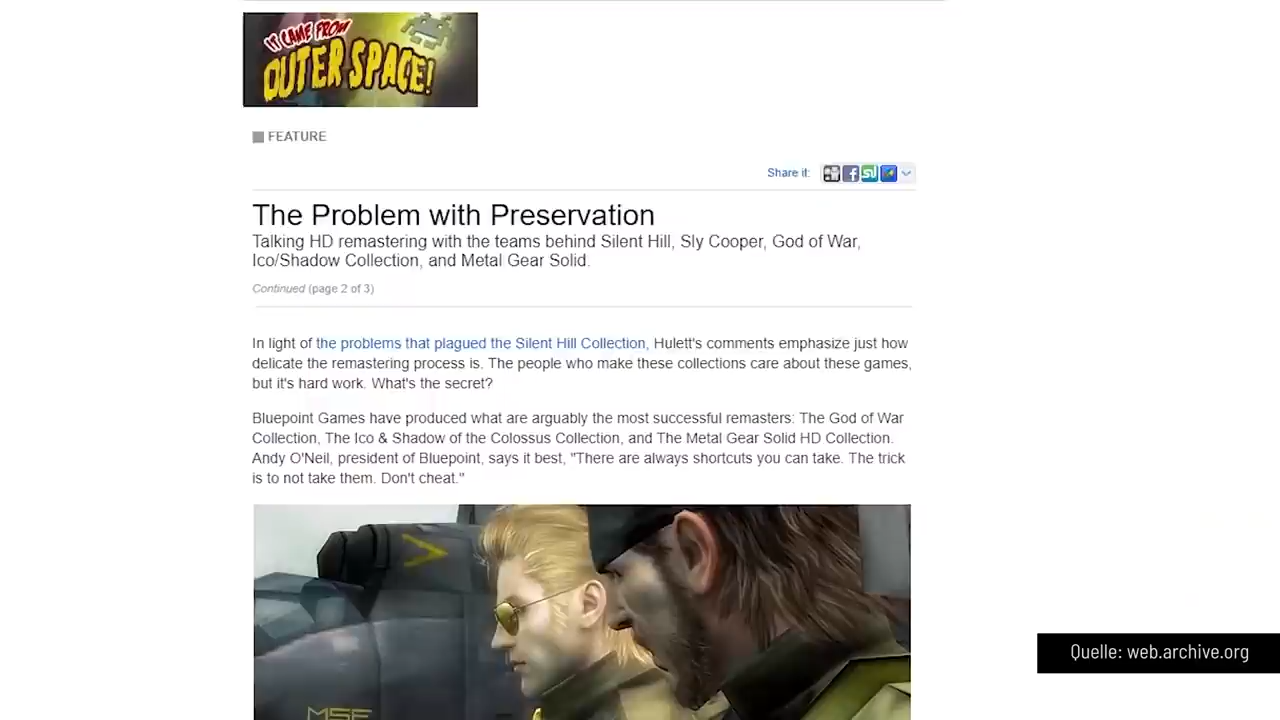 IT CAME FROM
OUTER SPACE!
FEATURE
Share it:
The Problem with Preservation
Talking HD remastering with the teams behind Silent Hill, Sly Cooper, God of War,
Ico/Shadow Collection, and Metal Gear Solid.
Continued (page 2 of 3)
In light of the problems that plagued the Silent Hill Collection, Hulett's comments emphasize just how
delicate the remastering process is. The people who make these collections care about these games,
but it's hard work. What's the secret?
Bluepoint Games have produced what are arguably the most successful remasters: The God of War
Collection, The Ico & Shadow of the Colossus Collection, and The Metal Gear Solid HD Collection.
Andy O'Neil, president of Bluepoint, says it best, "There are always shortcuts you can take. The trick
is to not take them. Don't cheat."
MSF
Quelle: web.archive.org